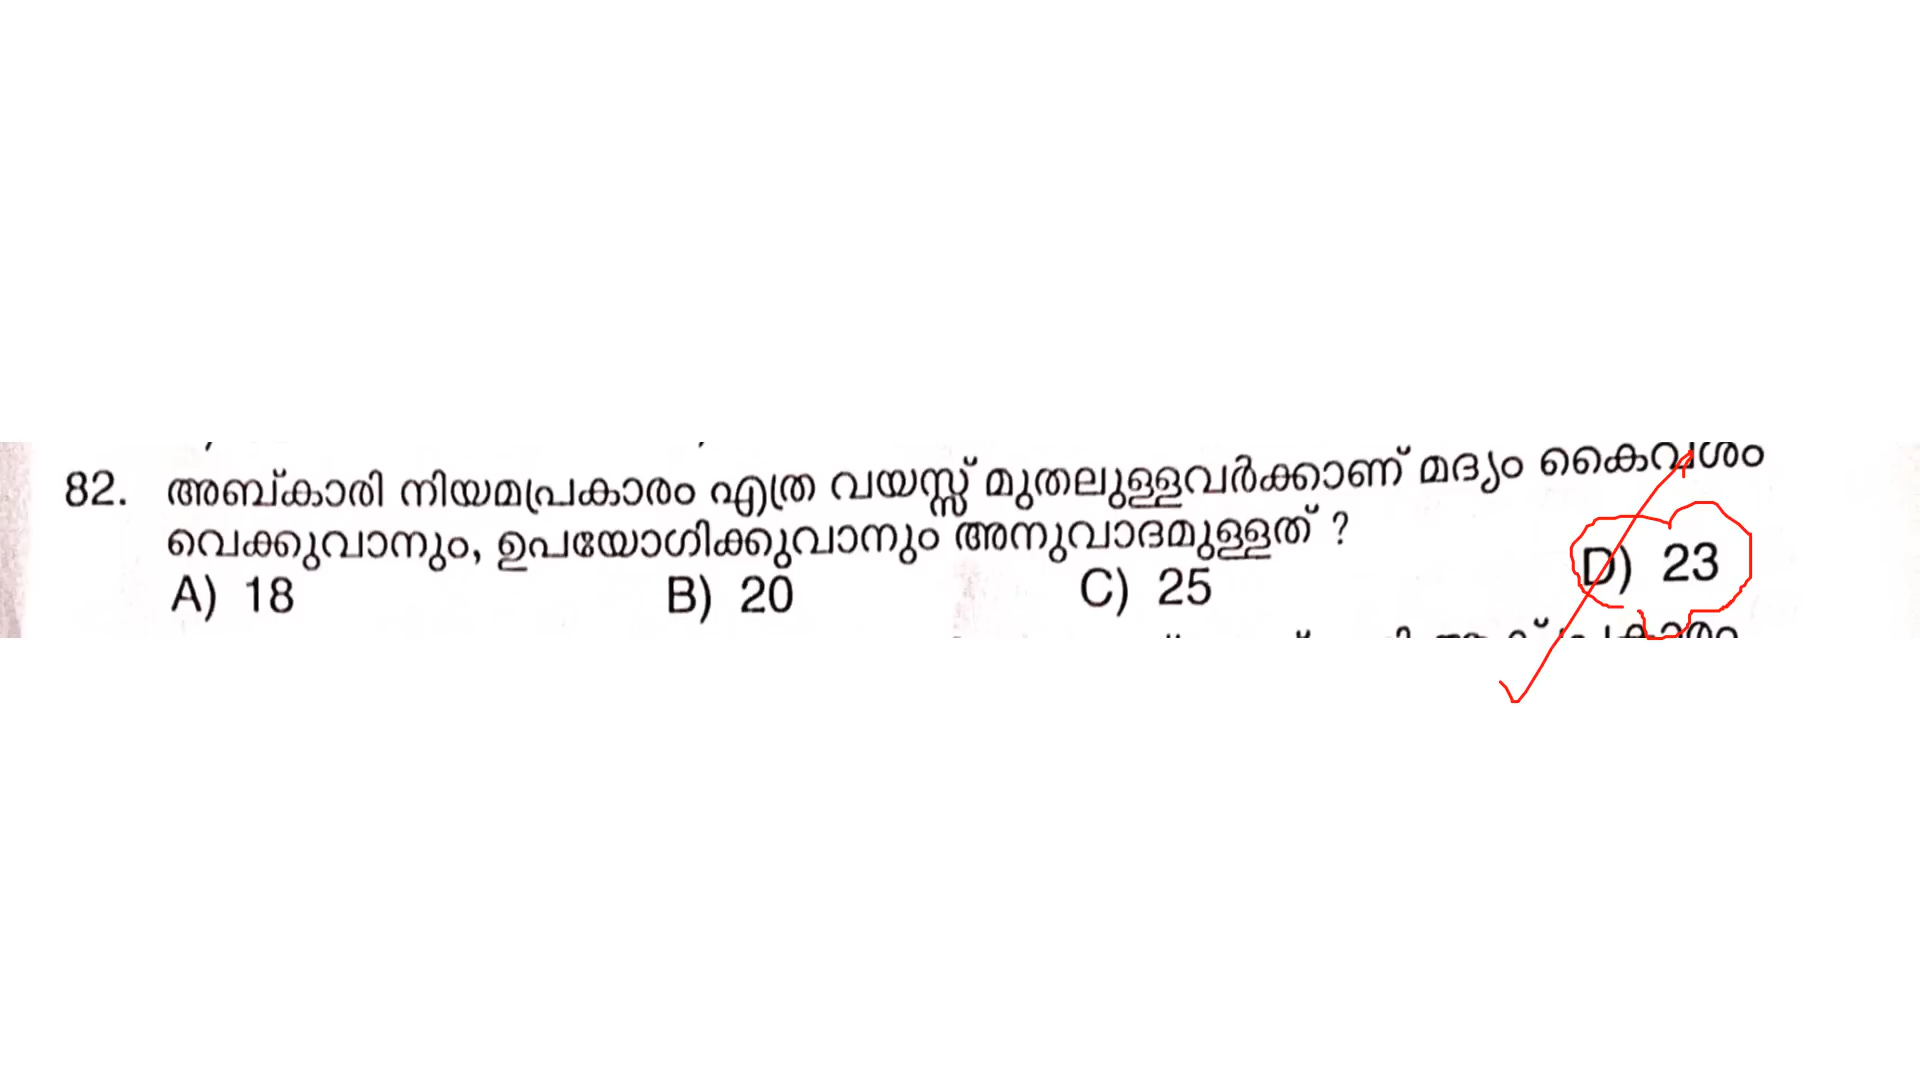 82. അബ്കാരി നിയമപ്രകാരം എത്ര വയസ്സ് മുതലുള്ളവർക്കാണ് മദ്യം കൈവശം
വെക്കുവാനും, ഉപയോഗിക്കുവാനും അനുവാദമുള്ളത് ?
A) 18 B) 20 C) 25 D) 23